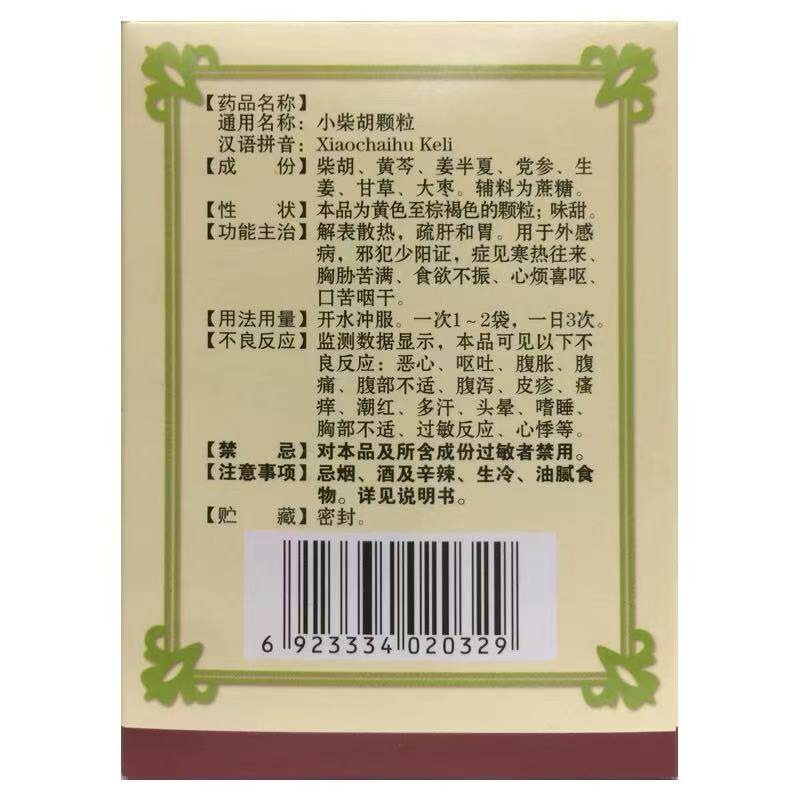 【药品名称】
通用名称：小柴胡颗粒
汉语拼音：Xiaochaihu Keli
【成　份】柴胡、黄芩、姜半夏、党参、生
姜、甘草、大枣。辅料为蔗糖。
【性　状】本品为黄色至棕褐色的颗粒；味甜。
【功能主治】解表散热，疏肝和胃。用于外感
病，邪犯少阳证，症见寒热往来、
胸胁苦满、食欲不振、心烦喜呕、
口苦咽干。
【用法用量】开水冲服。一次1～2袋，一日3次。
【不良反应】监测数据显示，本品可见以下不
良反应：恶心、呕吐、腹胀、腹
痛、腹部不适、腹泻、皮疹、瘙
痒、潮红、多汗、头晕、嗜睡、
胸部不适、过敏反应、心悸等。
【禁　忌】对本品及所含成份过敏者禁用。
【注意事项】忌烟、酒及辛辣、生冷、油腻食
物。详见说明书。
【贮　藏】密封。
6 923334 020329